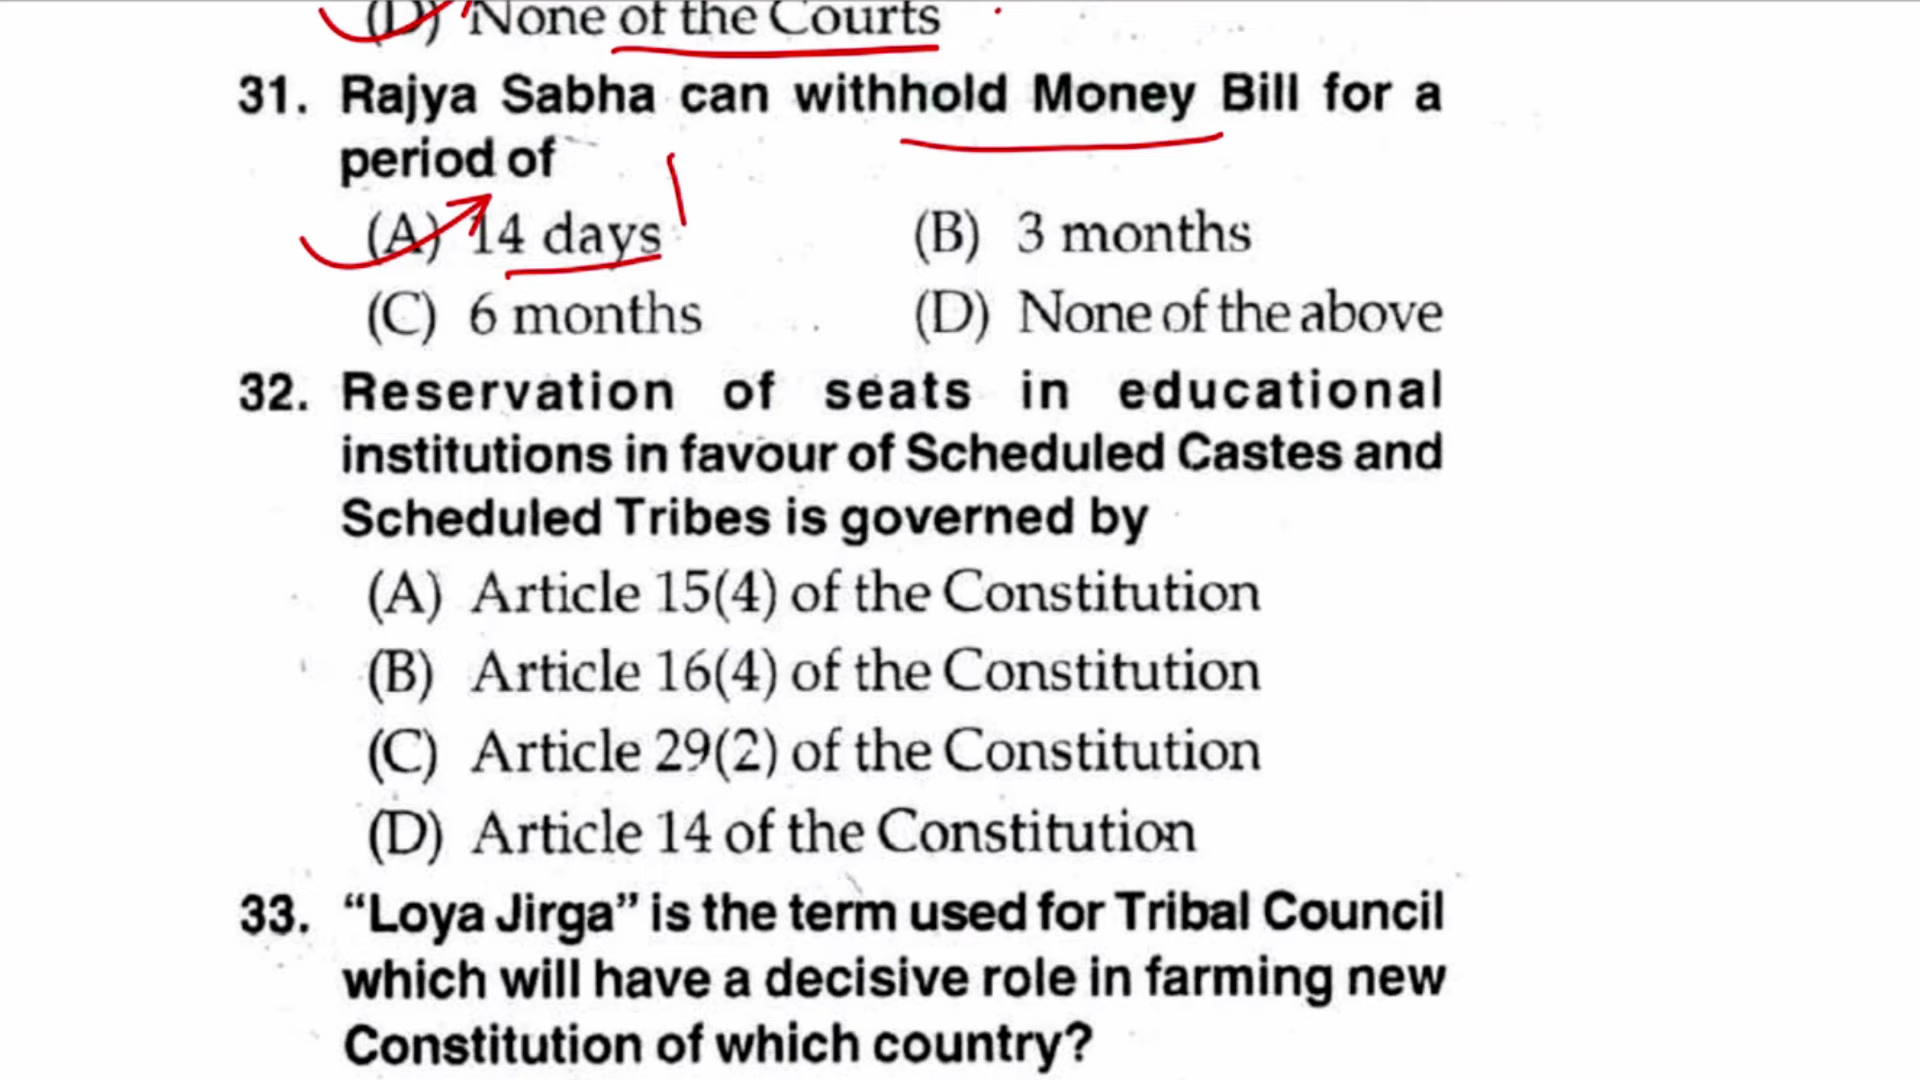 (D) None of the Courts
31. Rajya Sabha can withhold Money Bill for a
period of
(A) 14 days (B) 3 months
(C) 6 months (D) None of the above
32. Reservation of seats in educational
institutions in favour of Scheduled Castes and
Scheduled Tribes is governed by
(A) Article 15(4) of the Constitution
(B) Article 16(4) of the Constitution
(C) Article 29(2) of the Constitution
(D) Article 14 of the Constitution
33. “Loya Jirga” is the term used for Tribal Council
which will have a decisive role in farming new
Constitution of which country?